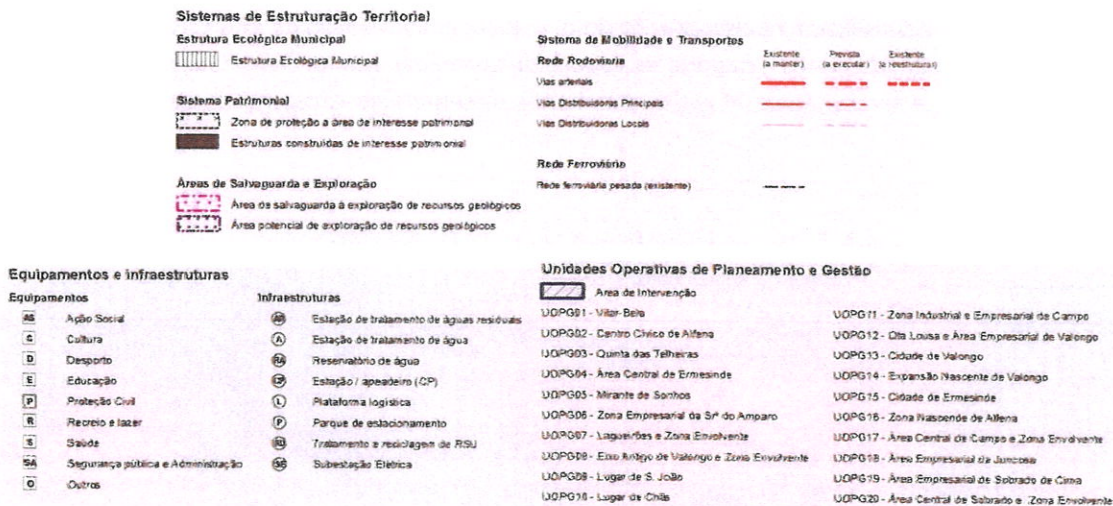 Sistemas de Estruturação Territorial
Estrutura Ecológica Municipal
Estrutura Ecológica Municipal
Sistema Patrimonial
Zona de proteção a área de interesse patrimonial
Estruturas construídas de interesse patrimonial
Áreas de Salvaguarda e Exploração
Área de salvaguarda à exploração de recursos geológicos
Área potencial de exploração de recursos geológicos
Sistema de Mobilidade e Transportes
Rede Rodoviária
Existente (a manter)
Prevista (a executar)
Existente (a reestruturar)
Vias arteriais
Vias Distribuidoras Principais
Vias Distribuidoras Locais
Rede Ferroviária
Rede ferroviária pesada (existente)
Equipamentos e infraestruturas
Equipamentos
AS Ação Social
C Cultura
D Desporto
E Educação
P Proteção Civil
R Recreio e lazer
S Saúde
SA Segurança pública e Administração
O Outros
Infraestruturas
AR Estação de tratamento de águas residuais
A Estação de tratamento de água
RA Reservatório de água
CP Estação / apeadeiro (CP)
L Plataforma logística
P Parque de estacionamento
Tratamento e reciclagem de RSU
SE Subestação Elétrica
Unidades Operativas de Planeamento e Gestão
Área de Intervenção
UOPG01 - Vilar-Bela
UOPG02 - Centro Cívico de Alfena
UOPG03 - Quinta das Telheiras
UOPG04 - Área Central de Ermesinde
UOPG05 - Mirante de Sonhos
UOPG06 - Zona Empresarial da Srª do Amparo
UOPG07 - Lagueirões e Zona Envolvente
UOPG08 - Eixo Antigo de Valongo e Zona Envolvente
UOPG09 - Lugar de S. João
UOPG10 - Lugar de Chãs
UOPG11 - Zona Industrial e Empresarial de Campo
UOPG12 - Qta Lousa e Área Empresarial de Valongo
UOPG13 - Cidade de Valongo
UOPG14 - Expansão Nascente de Valongo
UOPG15 - Cidade de Ermesinde
UOPG16 - Zona Nascende de Alfena
UOPG17 - Área Central de Campo e Zona Envolvente
UOPG18 - Área Empresarial da Juncosa
UOPG19 - Área Empresarial de Sobrado de Cima
UOPG20 - Área Central de Sobrado e Zona Envolvente